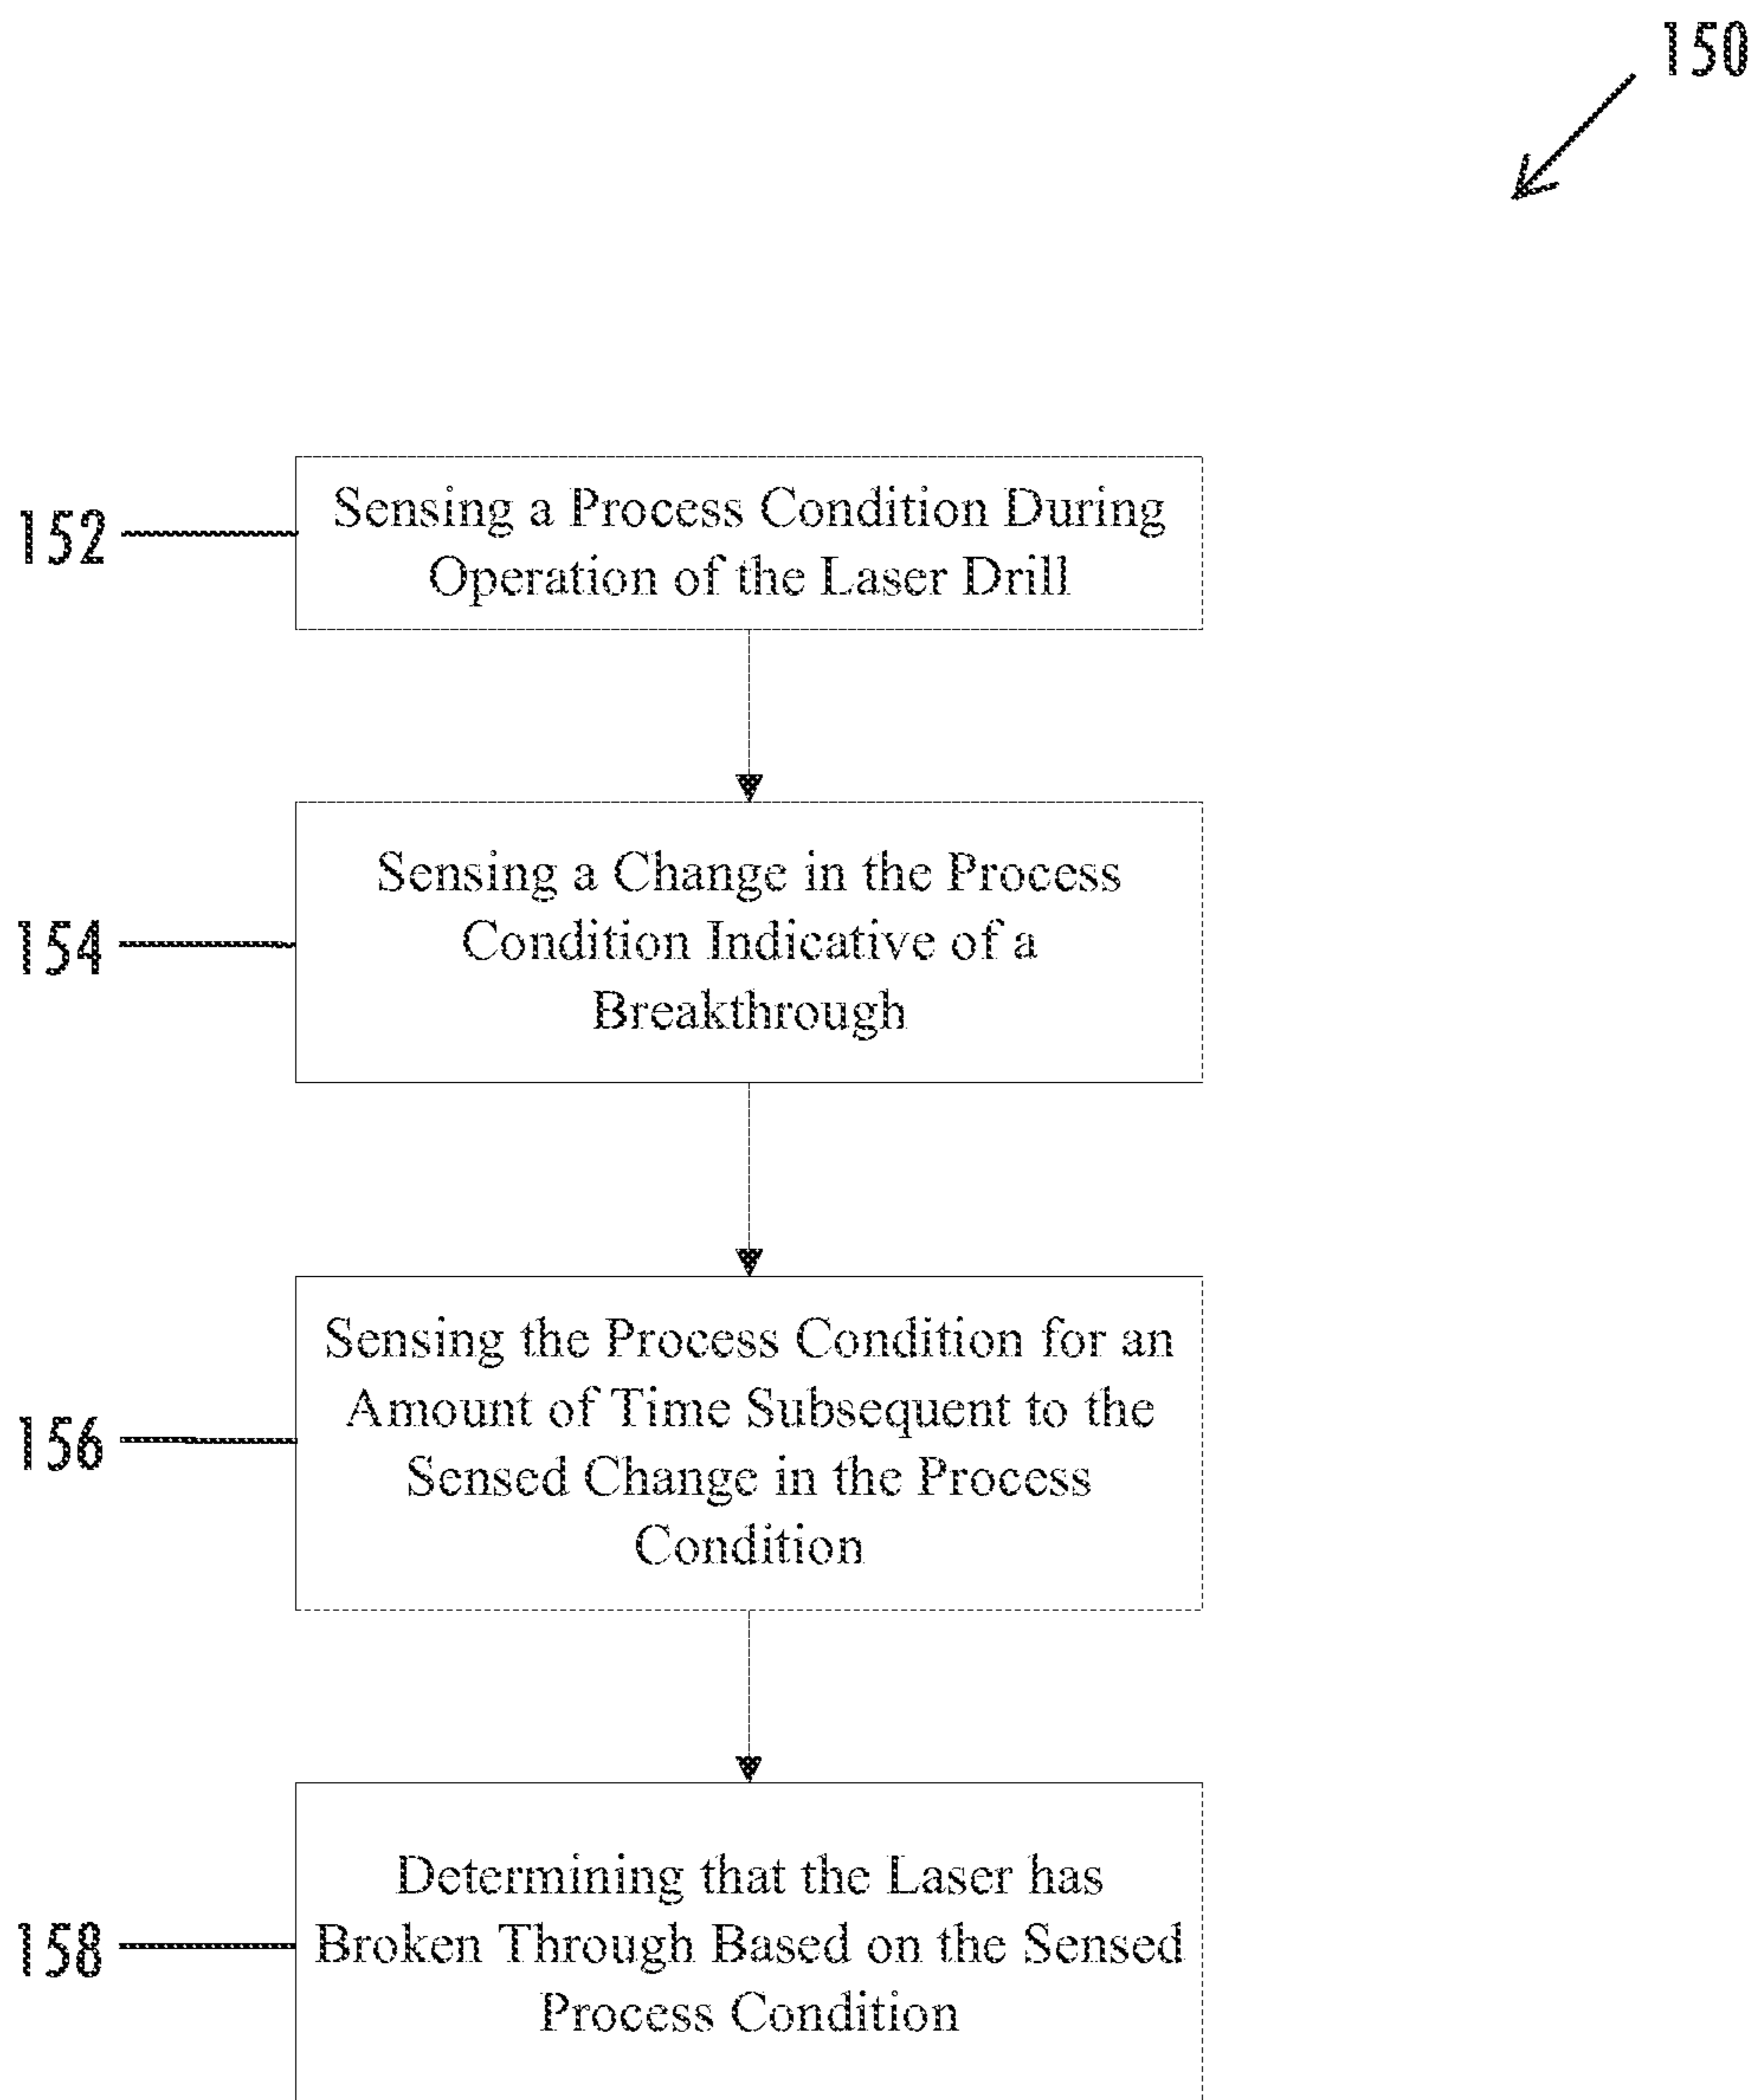 150
152
Sensing a Process Condition During
Operation of the Laser Drill
154
Sensing a Change in the Process
Condition Indicative of a
Breakthrough
156
Sensing the Process Condition for an
Amount of Time Subsequent to the
Sensed Change in the Process
Condition
158
Determining that the Laser has
Broken Through Based on the Sensed
Process Condition